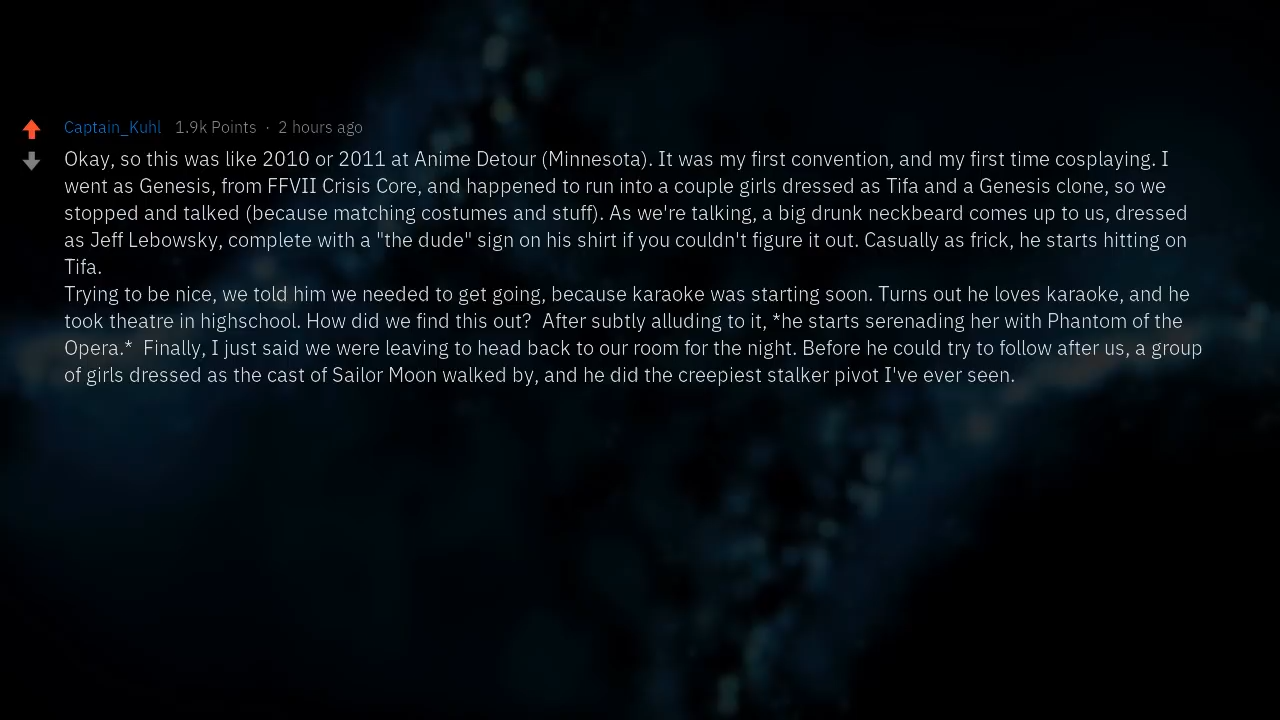 Captain_Kuhl 1.9k Points · 2 hours ago
Okay, so this was like 2010 or 2011 at Anime Detour (Minnesota). It was my first convention, and my first time cosplaying. I
went as Genesis, from FFVII Crisis Core, and happened to run into a couple girls dressed as Tifa and a Genesis clone, so we
stopped and talked (because matching costumes and stuff). As we're talking, a big drunk neckbeard comes up to us, dressed
as Jeff Lebowsky, complete with a "the dude" sign on his shirt if you couldn't figure it out. Casually as frick, he starts hitting on
Tifa.
Trying to be nice, we told him we needed to get going, because karaoke was starting soon. Turns out he loves karaoke, and he
took theatre in highschool. How did we find this out?  After subtly alluding to it, *he starts serenading her with Phantom of the
Opera.*  Finally, I just said we were leaving to head back to our room for the night. Before he could try to follow after us, a group
of girls dressed as the cast of Sailor Moon walked by, and he did the creepiest stalker pivot I've ever seen.